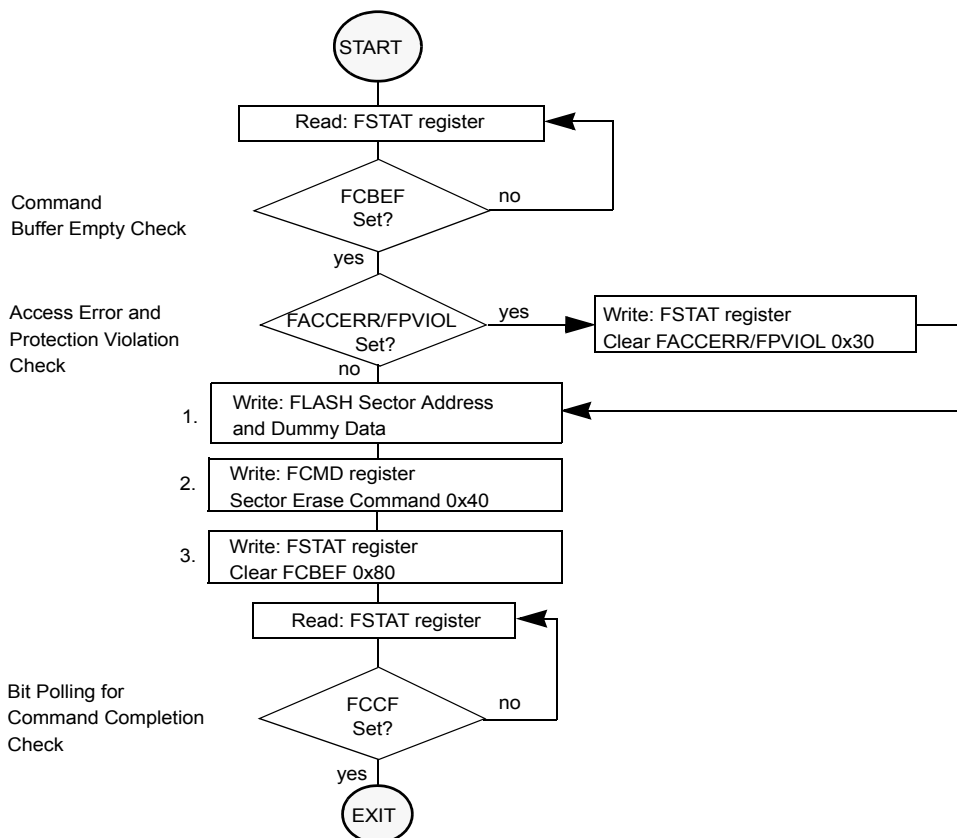 START
Read: FSTAT register
Command
Buffer Empty Check
FCBEF
Set?
no
yes
Access Error and
Protection Violation
Check
FACCERR/FPVIOL
Set?
yes
no
Write: FSTAT register
Clear FACCERR/FPVIOL 0x30
1.
Write: FLASH Sector Address
and Dummy Data
2.
Write: FCMD register
Sector Erase Command 0x40
3.
Write: FSTAT register
Clear FCBEF 0x80
Read: FSTAT register
Bit Polling for
Command Completion
Check
FCCF
Set?
no
yes
EXIT